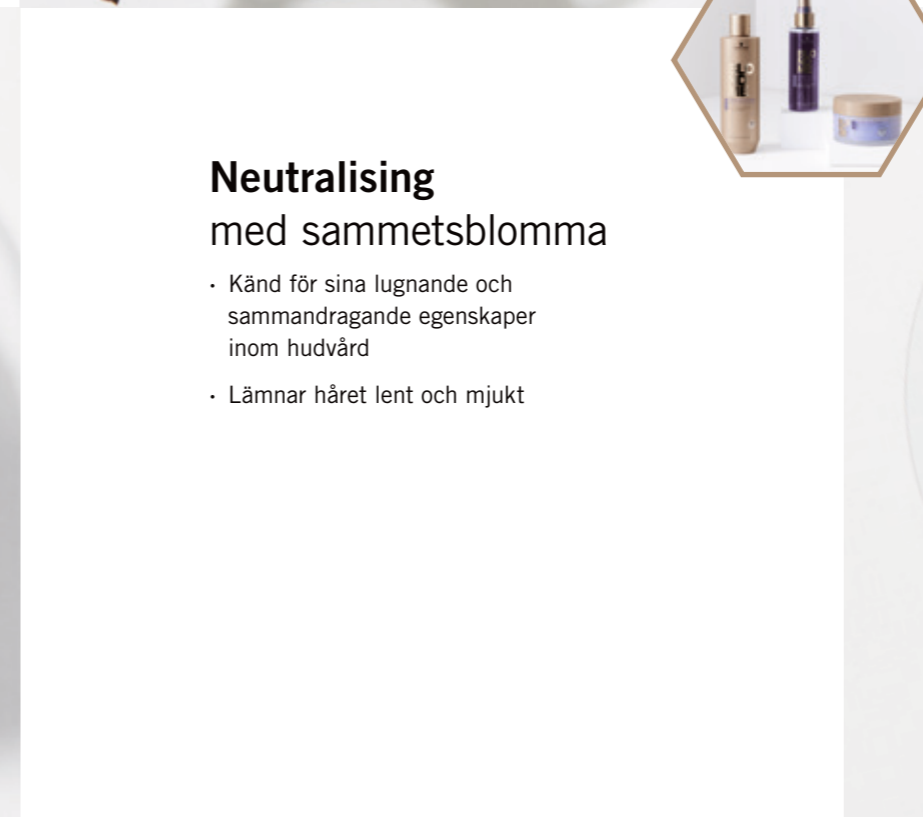 Neutralising
med sammetsblomma
· Känd för sina lugnande och
sammandragande egenskaper
inom hudvård
· Lämnar håret lent och mjukt